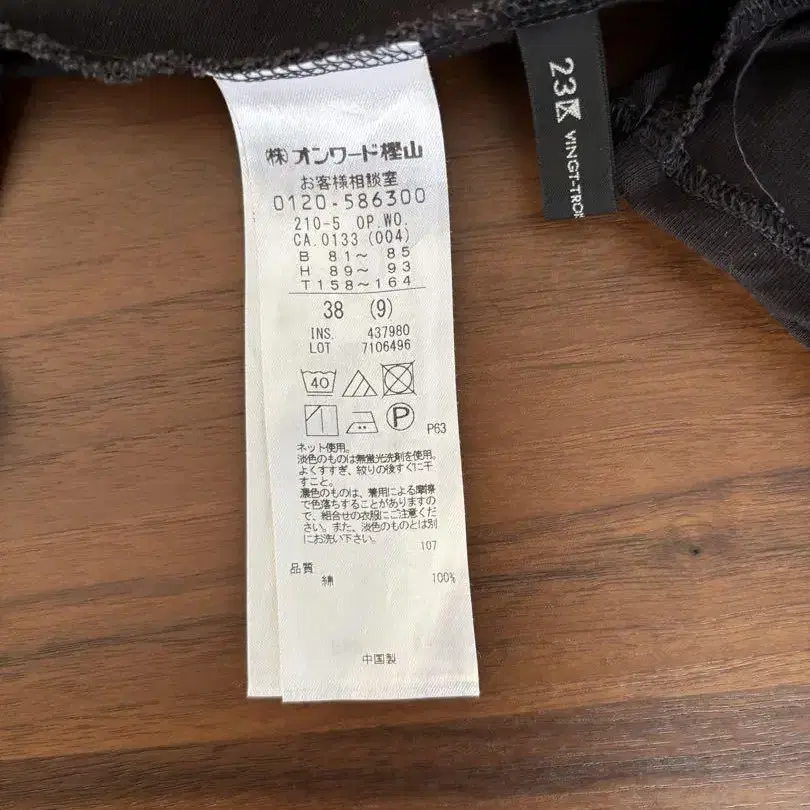 ㈱オンワード樫山
お客様相談室
0120-586300
210-5 OP.WO.
CA.0133 (004)
B 81～ 85
H 89～ 93
T158～164
38 (9)
INS. 437980
LOT 7106496
40
P
P63
ネット使用。
淡色のものは無蛍光洗剤を使用。
よくすすぎ、絞りの後すぐに干
すこと。
濃色のものは、着用による摩擦
で色落ちすることがありますの
で、組合せの衣服にご注意くだ
さい。また、淡色のものとは別
にお洗い下さい。
107
品質
綿 100%
中国製
23区 VINGT-TROI